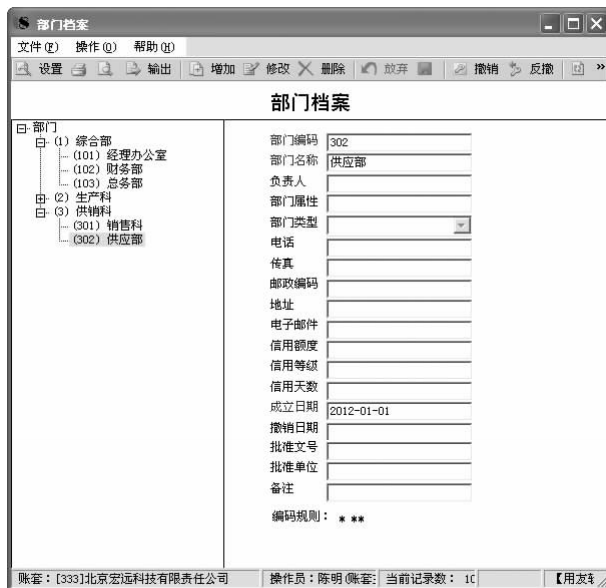 部门档案
文件(F) 操作(O) 帮助(H)
设置 输出 增加 修改 删除 放弃 撤销 反撤 »
部门档案
部门
(1) 综合部
(101) 经理办公室
(102) 财务部
(103) 总务部
(2) 生产科
(3) 供销科
(301) 销售科
(302) 供应部
部门编码 302
部门名称 供应部
负责人
部门属性
部门类型
电话
传真
邮政编码
地址
电子邮件
信用额度
信用等级
信用天数
成立日期 2012-01-01
撤销日期
批准文号
批准单位
备注
编码规则: * **
账套:[333]北京宏远科技有限责任公司 操作员:陈明(账套: 当前记录数: 1( 【用友